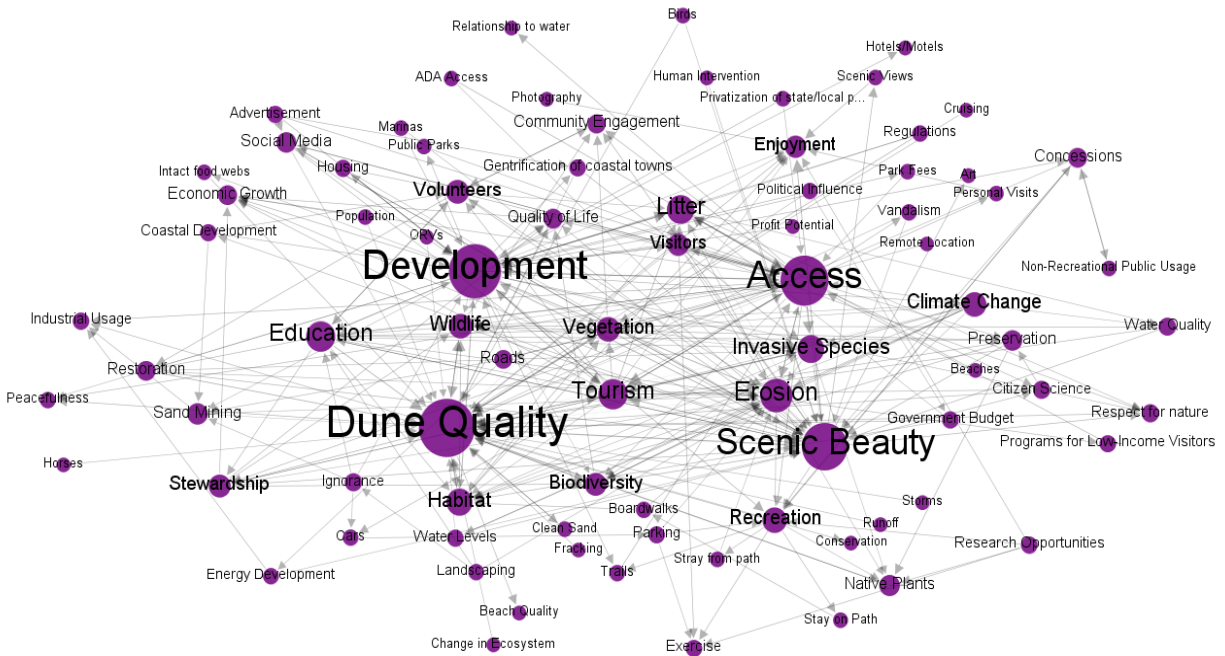 Birds
Relationship to water
Hotels/Motels
ADA Access
Human Intervention
Scenic Views
Photography
Privatization of state/local p...
Cruising
Advertisement
Community Engagement
Marinas
Regulations
Social Media
Public Parks
Enjoyment
Concessions
Intact food webs
Housing
Gentrification of coastal towns
Park Fees
Art
Economic Growth
Volunteers
Political Influence
Personal Visits
Litter
Population
Quality of Life
Profit Potential
Vandalism
Coastal Development
ORVs
Visitors
Remote Location
Development
Access
Non-Recreational Public Usage
Climate Change
Industrial Usage
Education
Wildlife
Vegetation
Water Quality
Invasive Species
Preservation
Roads
Restoration
Beaches
Peacefulness
Tourism
Erosion
Citizen Science
Sand Mining
Dune Quality
Government Budget
Respect for nature
Scenic Beauty
Programs for Low-Income Visitors
Horses
Stewardship
Ignorance
Biodiversity
Habitat
Boardwalks
Storms
Recreation
Cars
Water Levels
Clean Sand
Parking
Runoff
Fracking
Conservation
Research Opportunities
Energy Development
Landscaping
Trails
Stray from path
Native Plants
Beach Quality
Stay on Path
Change in Ecosystem
Exercise